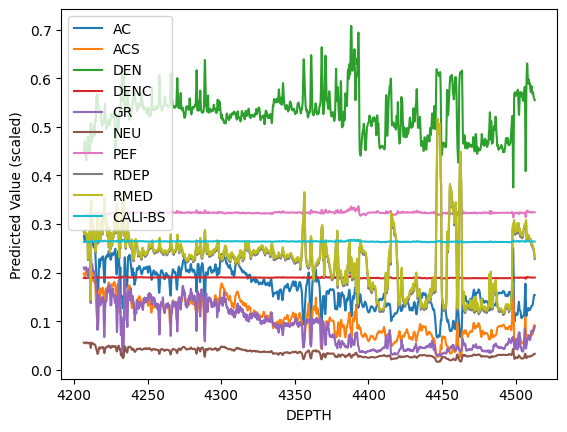 0.7
0.6
0.5
0.4
0.3
0.2
0.1
0.0
Predicted Value (scaled)
AC
ACS
DEN
DENC
GR
NEU
PEF
RDEP
RMED
CALI-BS
4200 4250 4300 4350 4400 4450 4500
DEPTH